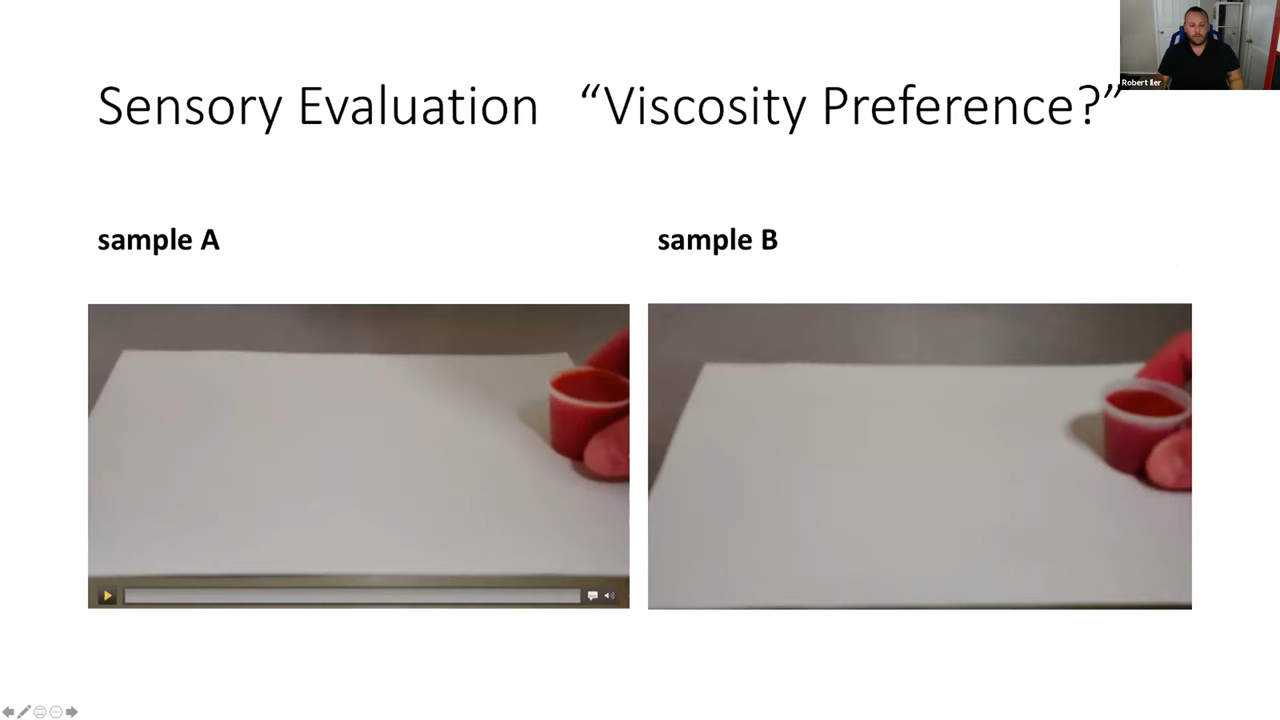 Robert Iler
Sensory Evaluation “Viscosity Preference?”
sample A
sample B